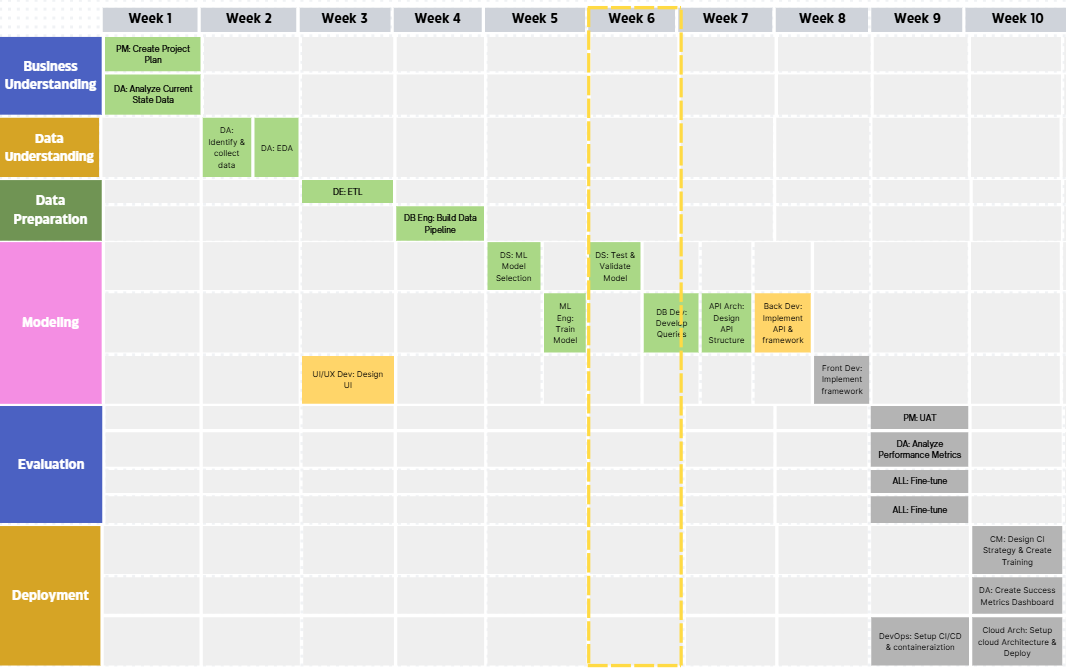 Week 1
Week 2
Week 3
Week 4
Week 5
Week 6
Week 7
Week 8
Week 9
Week 10
Business
Understanding
PM: Create Project
Plan
DA: Analyze Current
State Data
Data
Understanding
DA:
Identify &
collect
data
DA: EDA
Data
Preparation
DE: ETL
DB Eng: Build Data
Pipeline
Modeling
DS: ML
Model
Selection
DS: Test &
Validate
Model
ML
Eng:
Train
Model
DB Dev:
Develop
Queries
API Arch:
Design
API
Structure
Back Dev:
Implement
API &
framework
UI/UX Dev: Design
UI
Front Dev:
Implement
framework
Evaluation
PM: UAT
DA: Analyze
Performance Metrics
ALL: Fine-tune
ALL: Fine-tune
Deployment
CM: Design CI
Strategy & Create
Training
DA: Create Success
Metrics Dashboard
DevOps: Setup CI/CD
& containeraiztion
Cloud Arch: Setup
cloud Architecture &
Deploy